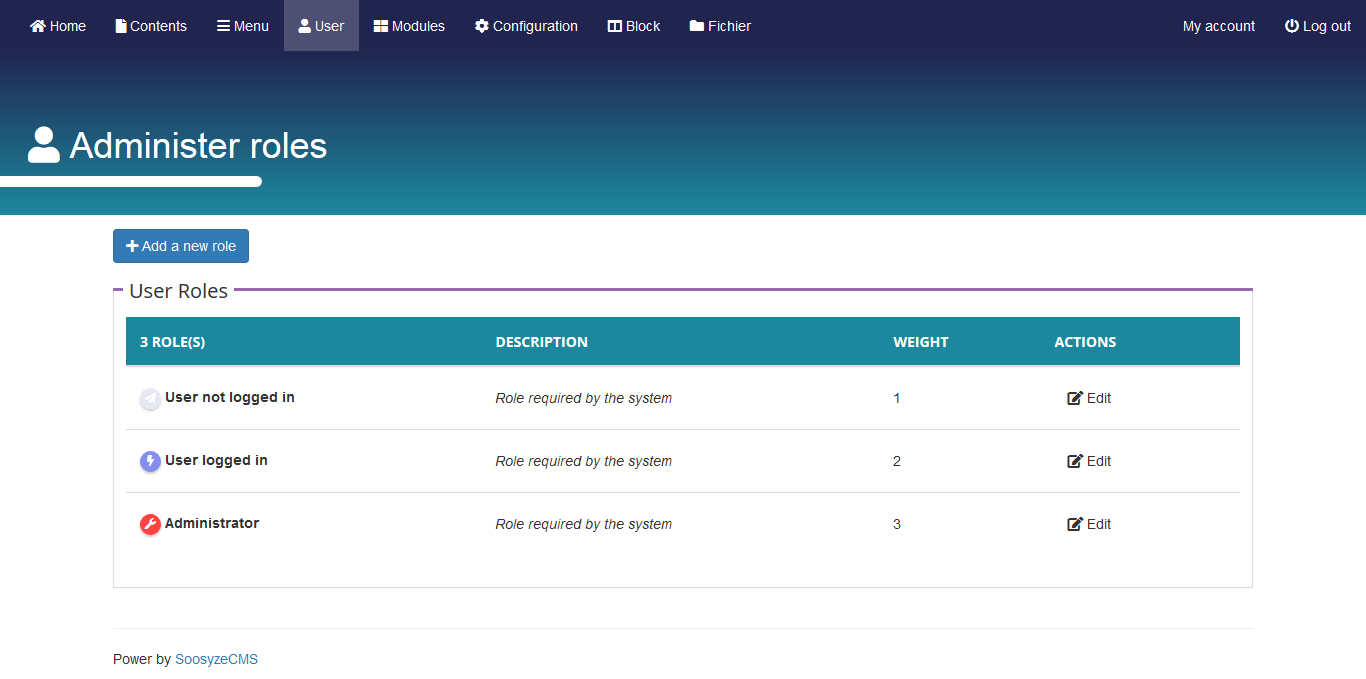 Home Contents Menu User Modules Configuration Block Fichier My account Log out
Administer roles
Add a new role
User Roles
3 ROLE(S) DESCRIPTION WEIGHT ACTIONS
User not logged in Role required by the system 1 Edit
User logged in Role required by the system 2 Edit
Administrator Role required by the system 3 Edit
Power by SoosyzeCMS